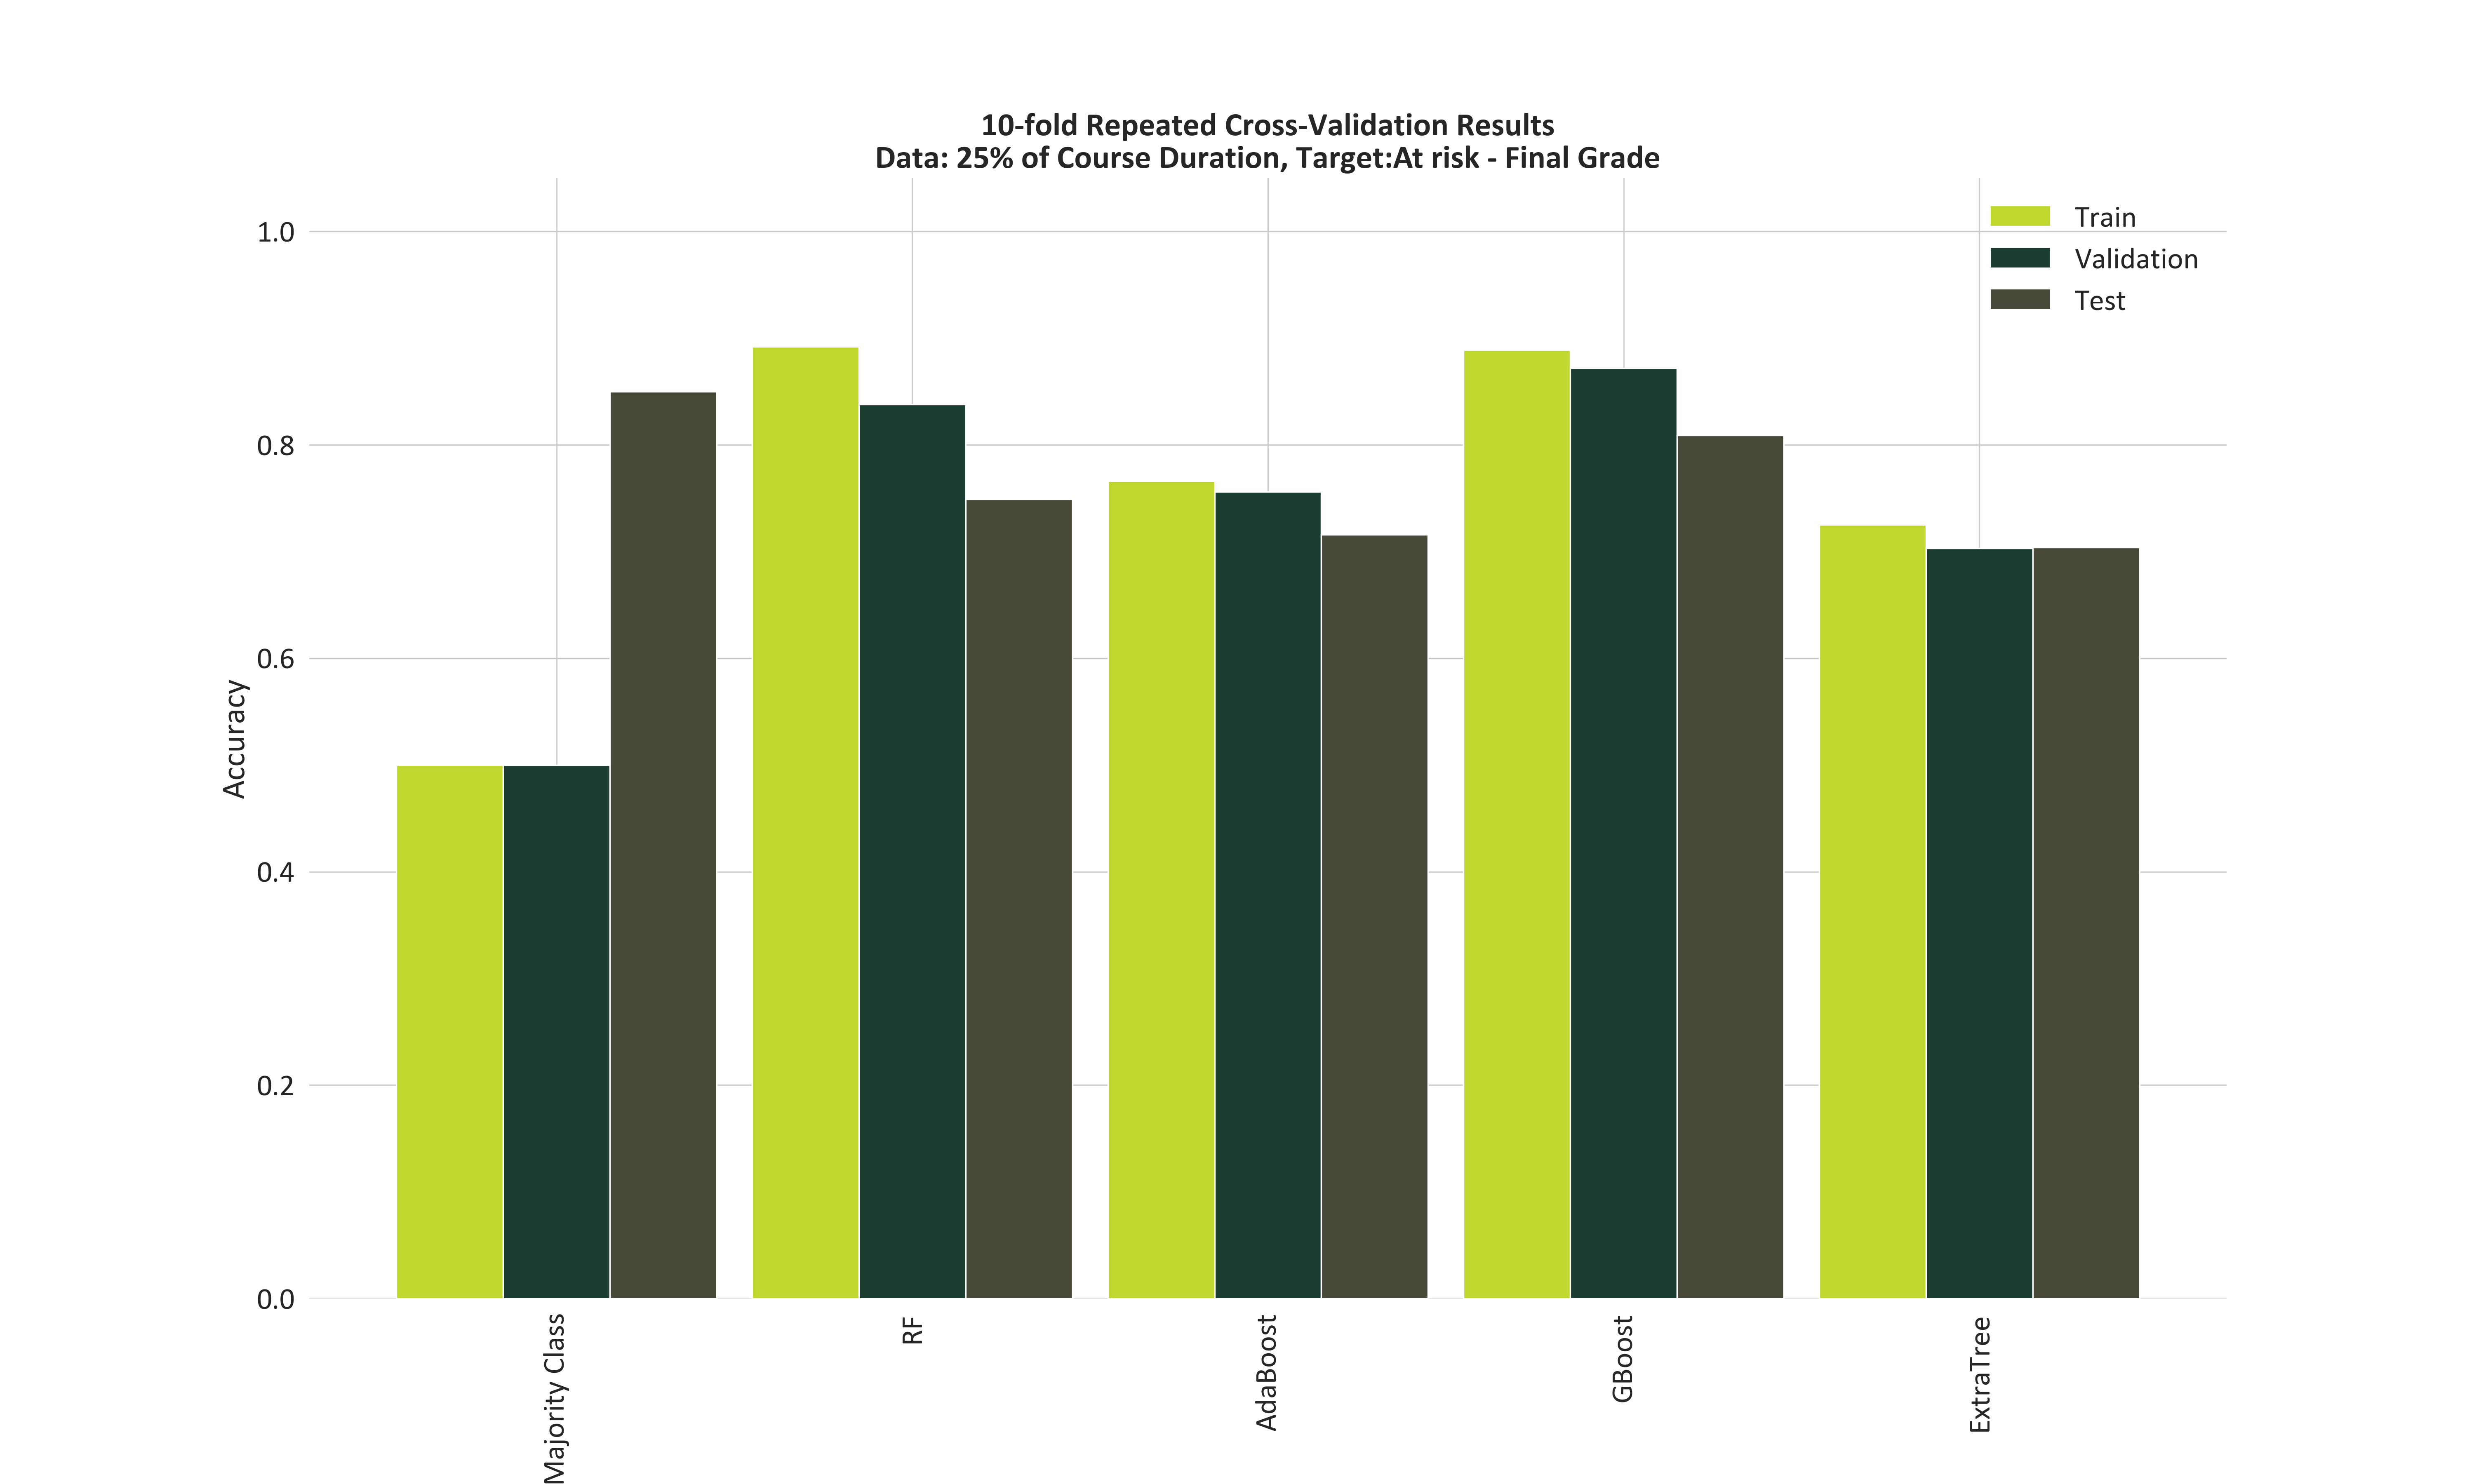 10-fold Repeated Cross-Validation Results
Data: 25% of Course Duration, Target:At risk - Final Grade
Train
Validation
Test
Accuracy
1.0
0.8
0.6
0.4
0.2
0.0
Majority Class
RF
AdaBoost
GBoost
ExtraTree